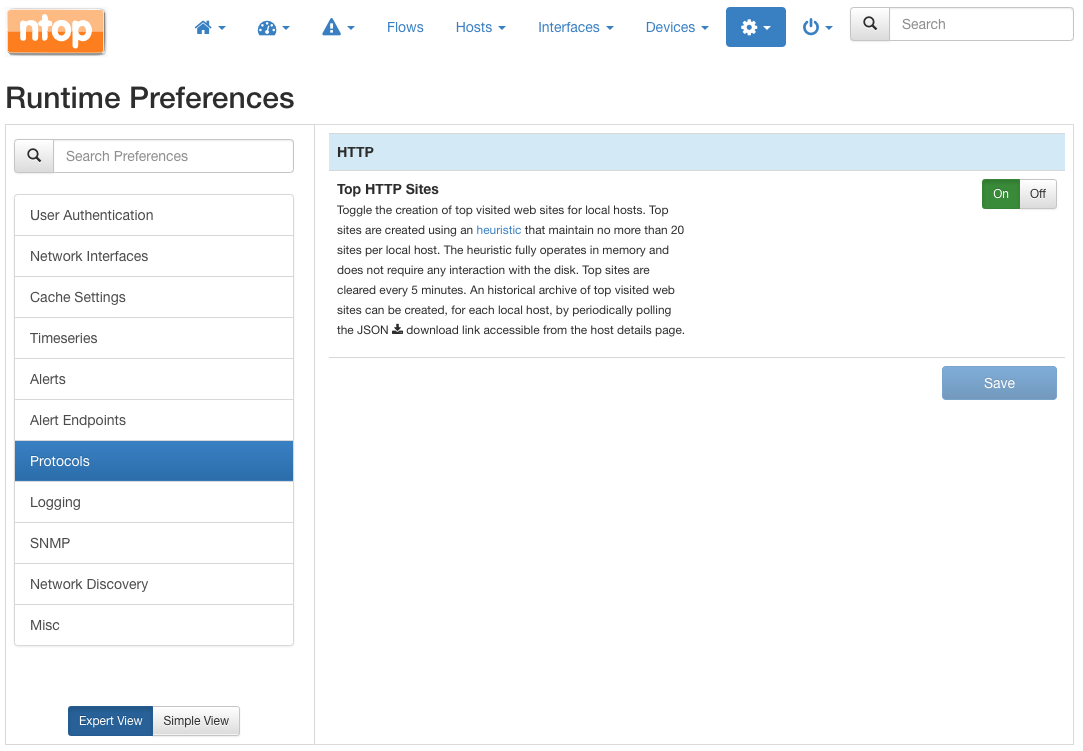 ntop
Flows
Hosts
Interfaces
Devices
Search
Runtime Preferences
Search Preferences
User Authentication
Network Interfaces
Cache Settings
Timeseries
Alerts
Alert Endpoints
Protocols
Logging
SNMP
Network Discovery
Misc
Expert View
Simple View
HTTP
Top HTTP Sites
On
Off
Toggle the creation of top visited web sites for local hosts. Top
sites are created using an heuristic that maintain no more than 20
sites per local host. The heuristic fully operates in memory and
does not require any interaction with the disk. Top sites are
cleared every 5 minutes. An historical archive of top visited web
sites can be created, for each local host, by periodically polling
the JSON download link accessible from the host details page.
Save